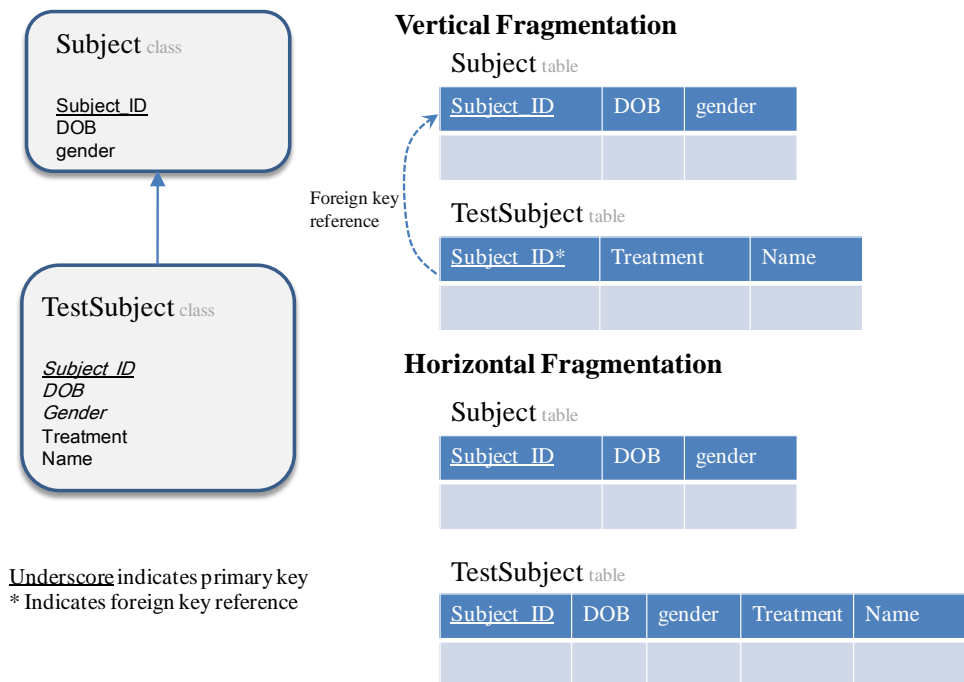 Subject class
Subject_ID
DOB
gender
TestSubject class
Subject_ID
DOB
Gender
Treatment
Name
Underscore indicates primary key
* Indicates foreign key reference
Vertical Fragmentation
Subject table
Subject_ID DOB gender
Foreign key
reference
TestSubject table
Subject_ID* Treatment Name
Horizontal Fragmentation
Subject table
Subject_ID DOB gender
TestSubject table
Subject_ID DOB gender Treatment Name